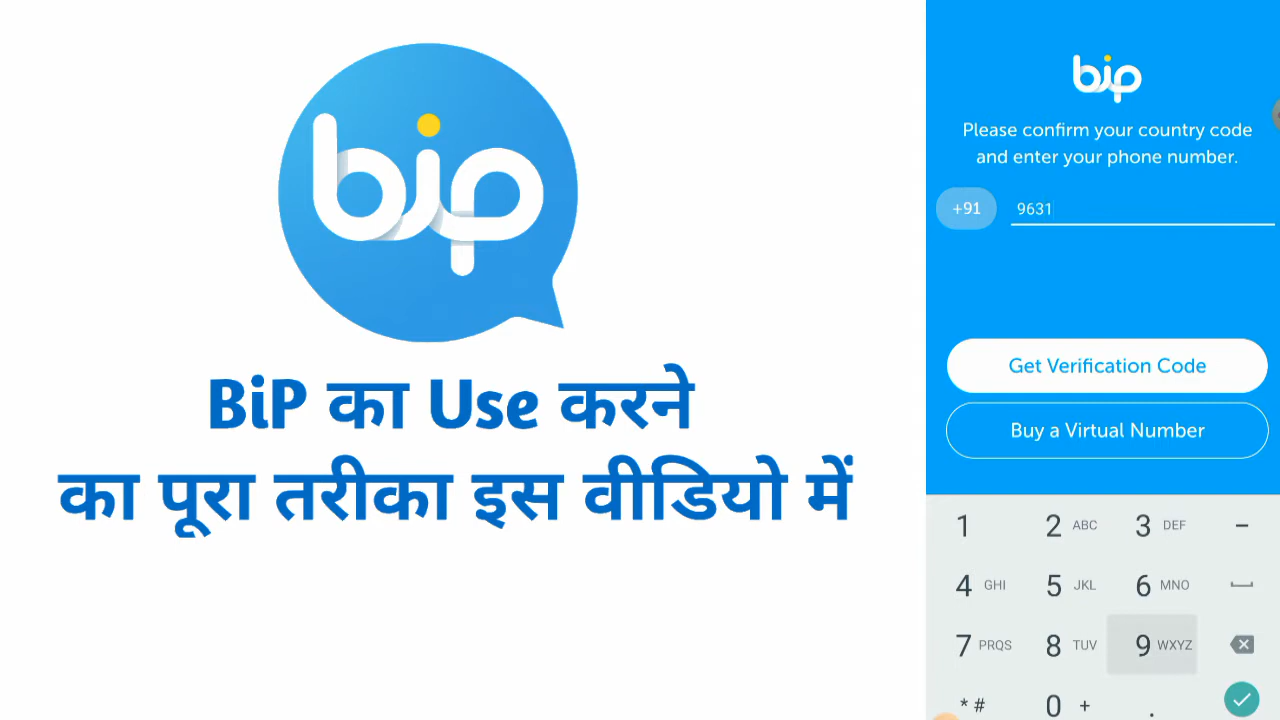 bip
BiP का Use करने
का पूरा तरीका इस वीडियो में
bip
Please confirm your country code
and enter your phone number.
+91 9631
Get Verification Code
Buy a Virtual Number
1 2 ABC 3 DEF –
4 GHI 5 JKL 6 MNO
7 PRQS 8 TUV 9 WXYZ
* # 0 + .